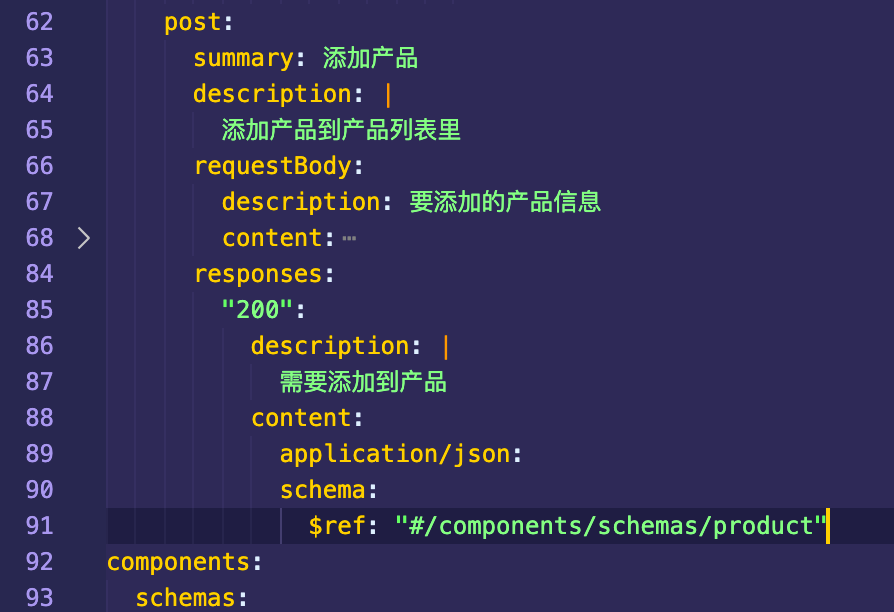 62 post:
63 summary: 添加产品
64 description: |
65 添加产品到产品列表里
66 requestBody:
67 description: 要添加的产品信息
68 content: ⋯
84 responses:
85 "200":
86 description: |
87 需要添加到产品
88 content:
89 application/json:
90 schema:
91 $ref: "#/components/schemas/product"
92 components:
93 schemas: